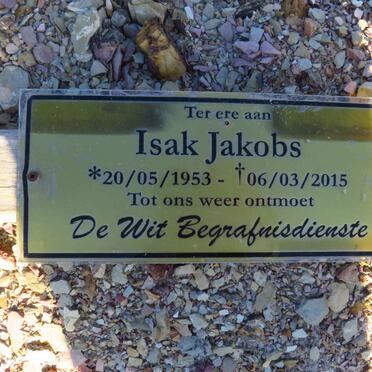 Ter ere aan
Isak Jakobs
*20/05/1953 - †06/03/2015
Tot ons weer ontmoet
De Wit Begrafnisdienste